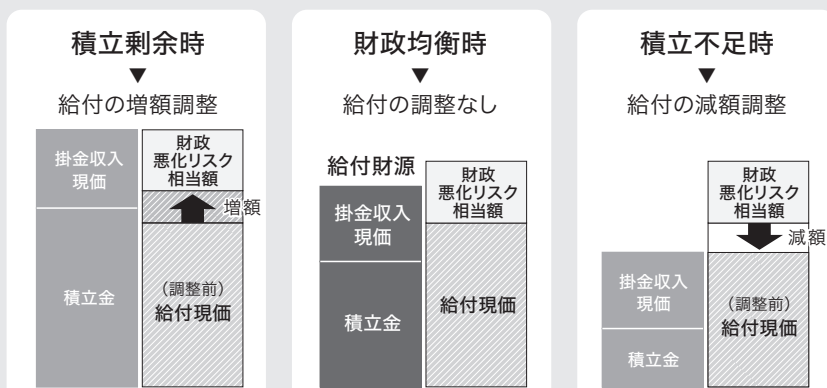 積立剰余時
▼
給付の増額調整
掛金収入
現価
積立金
財政
悪化リスク
相当額
増額
（調整前）
給付現価
財政均衡時
▼
給付の調整なし
給付財源
掛金収入
現価
積立金
財政
悪化リスク
相当額
給付現価
積立不足時
▼
給付の減額調整
掛金収入
現価
積立金
財政
悪化リスク
相当額
減額
（調整前）
給付現価